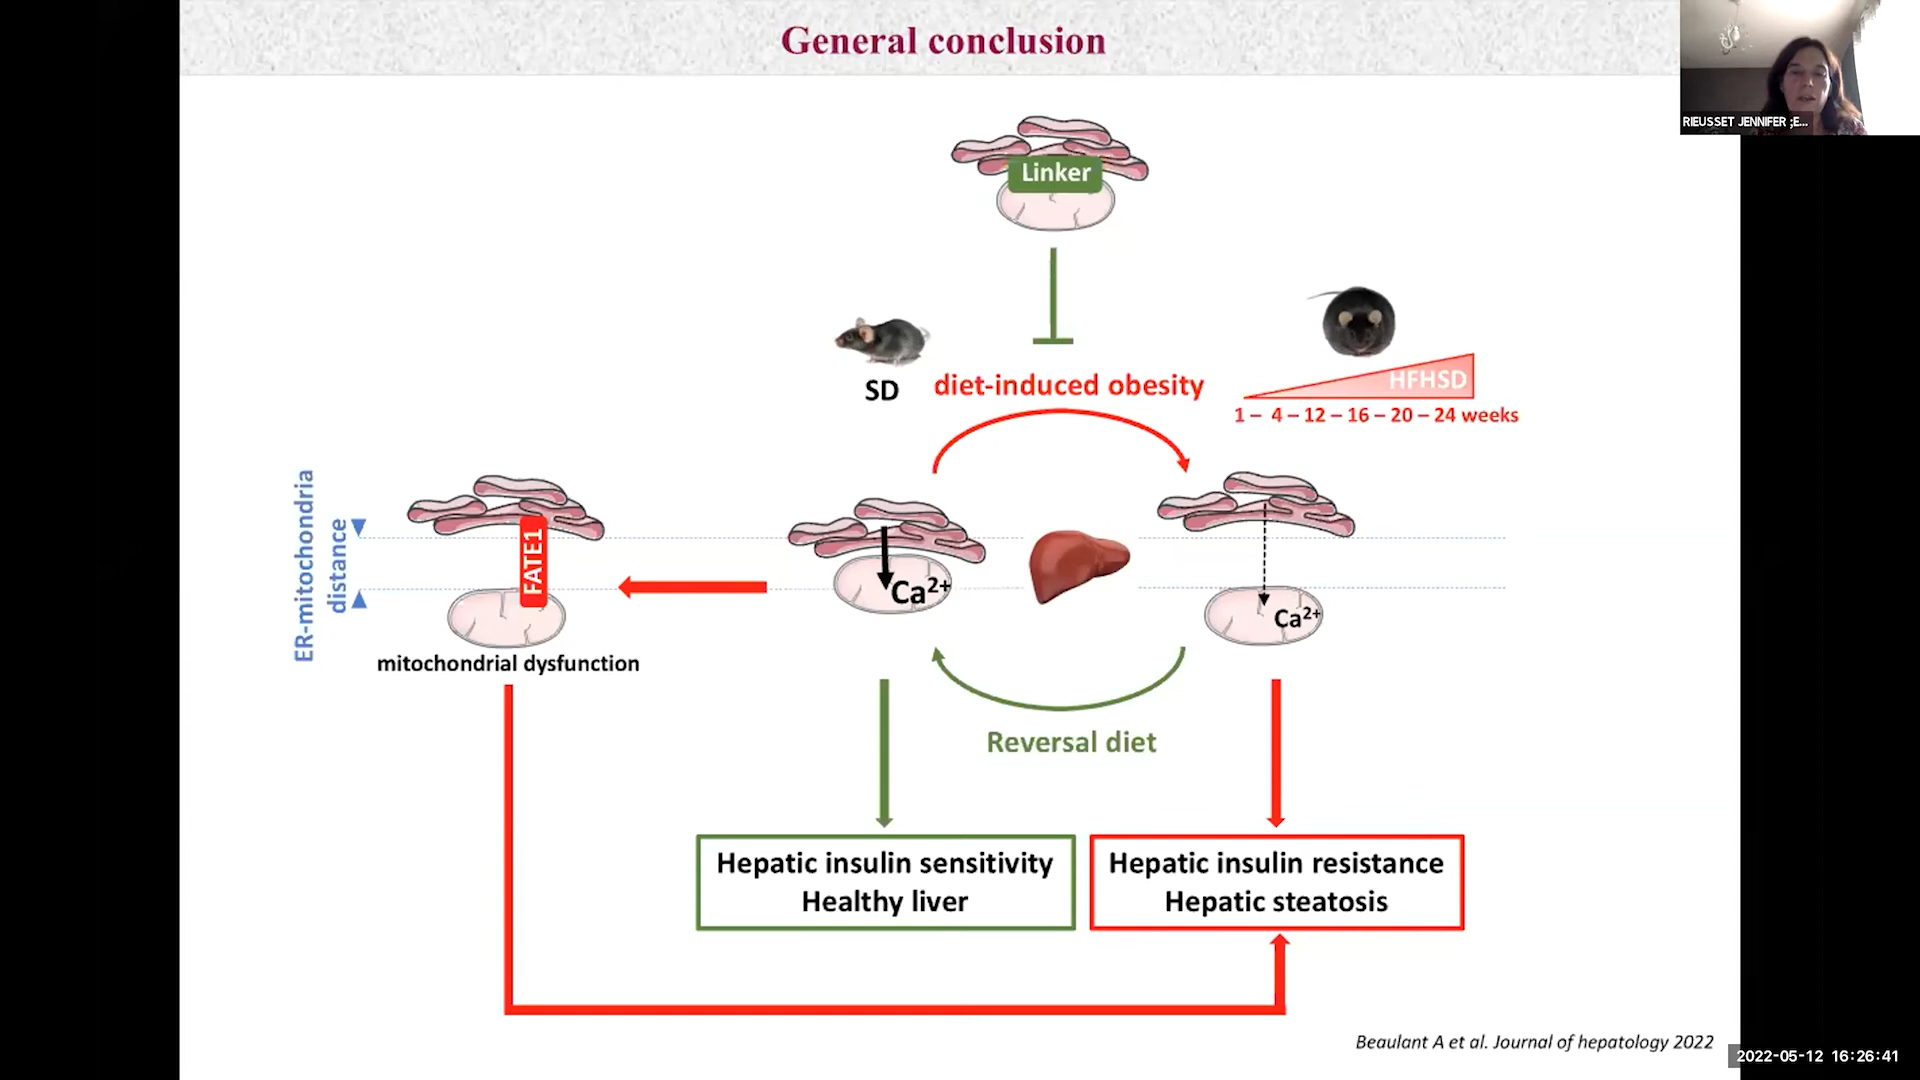 General conclusion
RIEUSSET JENNIFER ;E...
Linker
SD
diet-induced obesity
HFHSD
1 – 4 – 12 – 16 – 20 – 24 weeks
ER-mitochondria
distance
FATE1
Ca2+
Ca2+
mitochondrial dysfunction
Reversal diet
Hepatic insulin sensitivity
Healthy liver
Hepatic insulin resistance
Hepatic steatosis
Beaulant A et al. Journal of hepatology 2022
2022-05-12 16:26:41